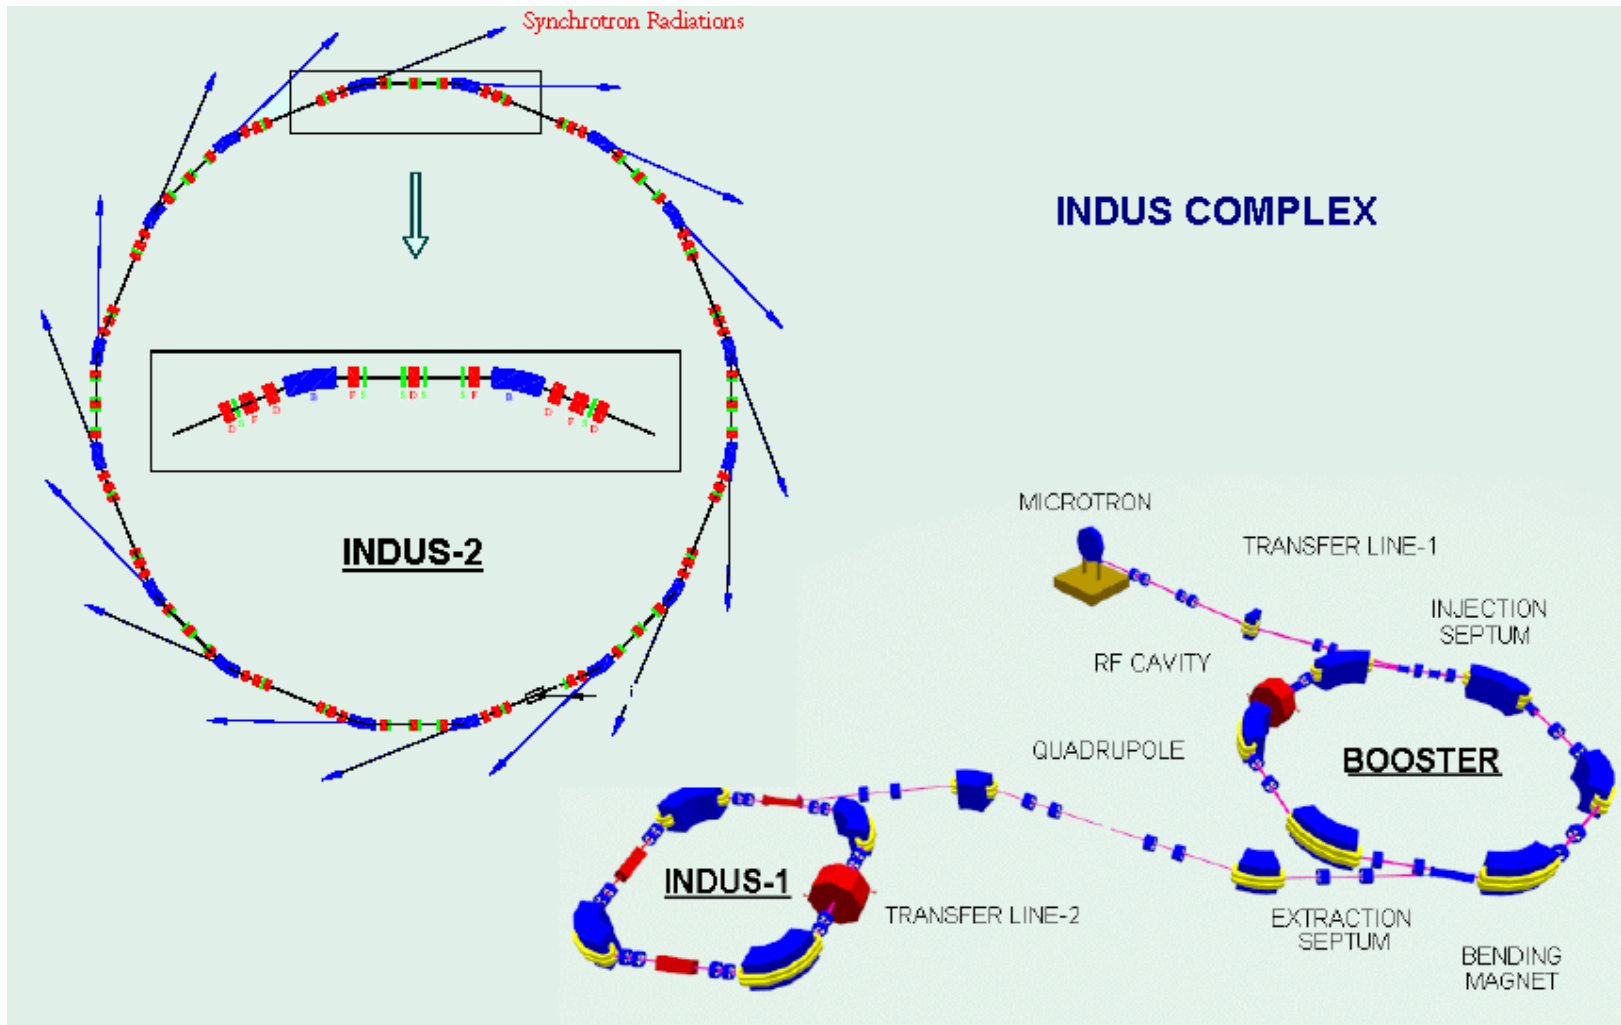 Synchrotron Radiations
INDUS COMPLEX
D S F D B F S S D S S F B D F S D
INDUS-2
MICROTRON
TRANSFER LINE-1
INJECTION
SEPTUM
RF CAVITY
QUADRUPOLE
BOOSTER
INDUS-1
TRANSFER LINE-2
EXTRACTION
SEPTUM
BENDING
MAGNET